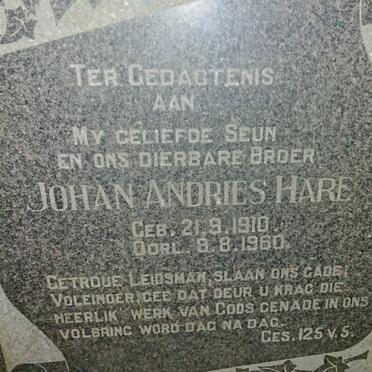 TER GEDAGTENIS
AAN
MY GELIEFDE SEUN
EN ONS DIERBARE BROER
JOHAN ANDRIES HARE
GEB. 21.9.1910.
OORL. 9.8.1960.
GETROUE LEIDSMAN, SLAAN ONS GADE;
VOLEINDER, GEE DAT DEUR U KRAG DIE
HEERLIK' WERK VAN GODS GENADE IN ONS
VOLBRING WORD DAG NA DAG.
GES. 125 V. 5.